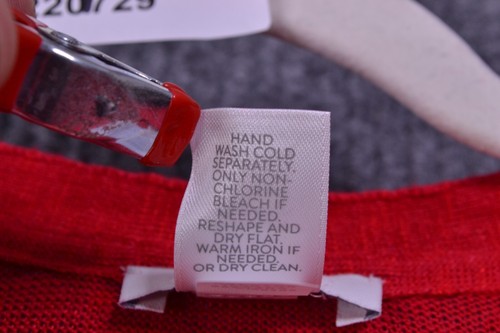 220729
HAND
WASH COLD
SEPARATELY.
ONLY NON-
CHLORINE
BLEACH IF
NEEDED.
RESHAPE AND
DRY FLAT.
WARM IRON IF
NEEDED.
OR DRY CLEAN.